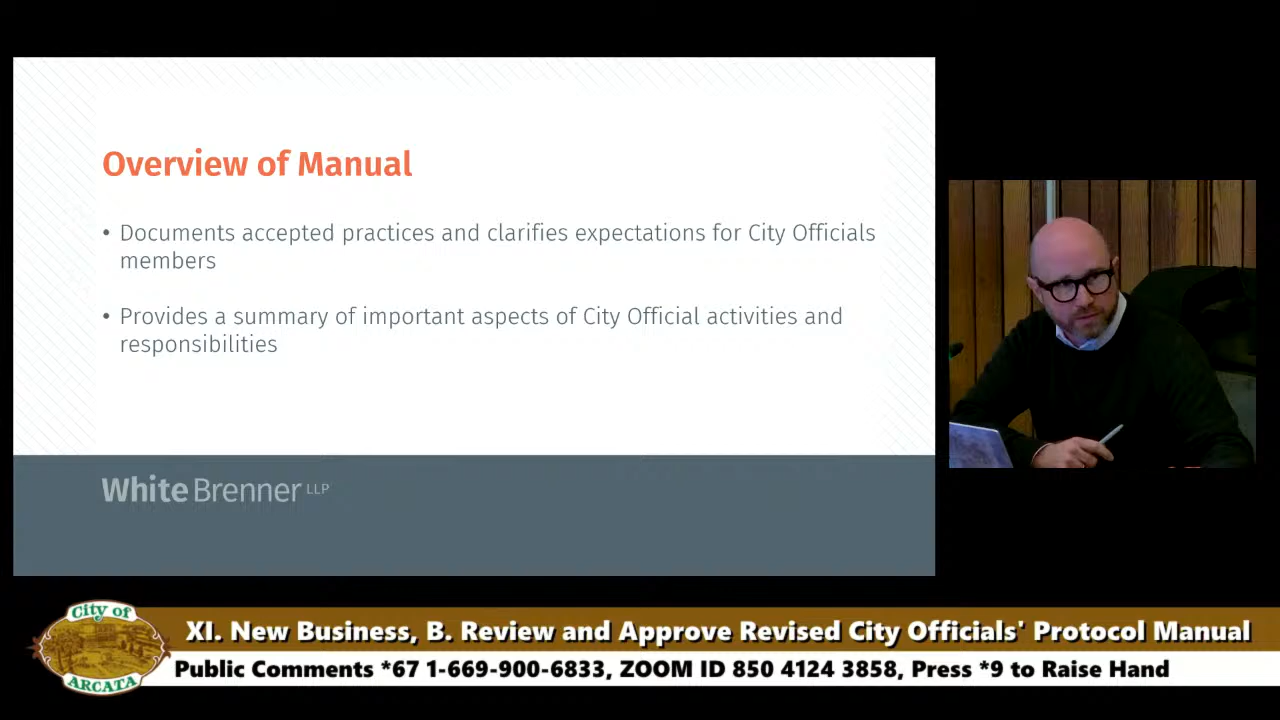 Overview of Manual
• Documents accepted practices and clarifies expectations for City Officials
members
• Provides a summary of important aspects of City Official activities and
responsibilities
WhiteBrenner LLP
City of
ARCATA
XI. New Business, B. Review and Approve Revised City Officials' Protocol Manual
Public Comments *67 1-669-900-6833, ZOOM ID 850 4124 3858, Press *9 to Raise Hand